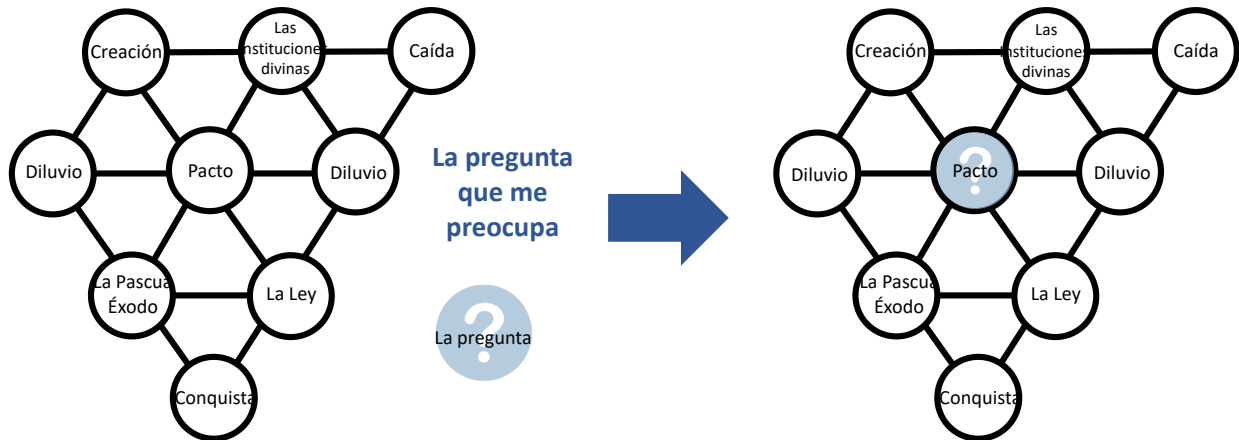 Creación
Las
Instituciones
divinas
Caída
Diluvio
Pacto
Diluvio
La Pascua
Éxodo
La Ley
Conquista
La pregunta
que me
preocupa
?
La pregunta
Creación
Las
Instituciones
divinas
Caída
Diluvio
?
Pacto
Diluvio
La Pascua
Éxodo
La Ley
Conquista